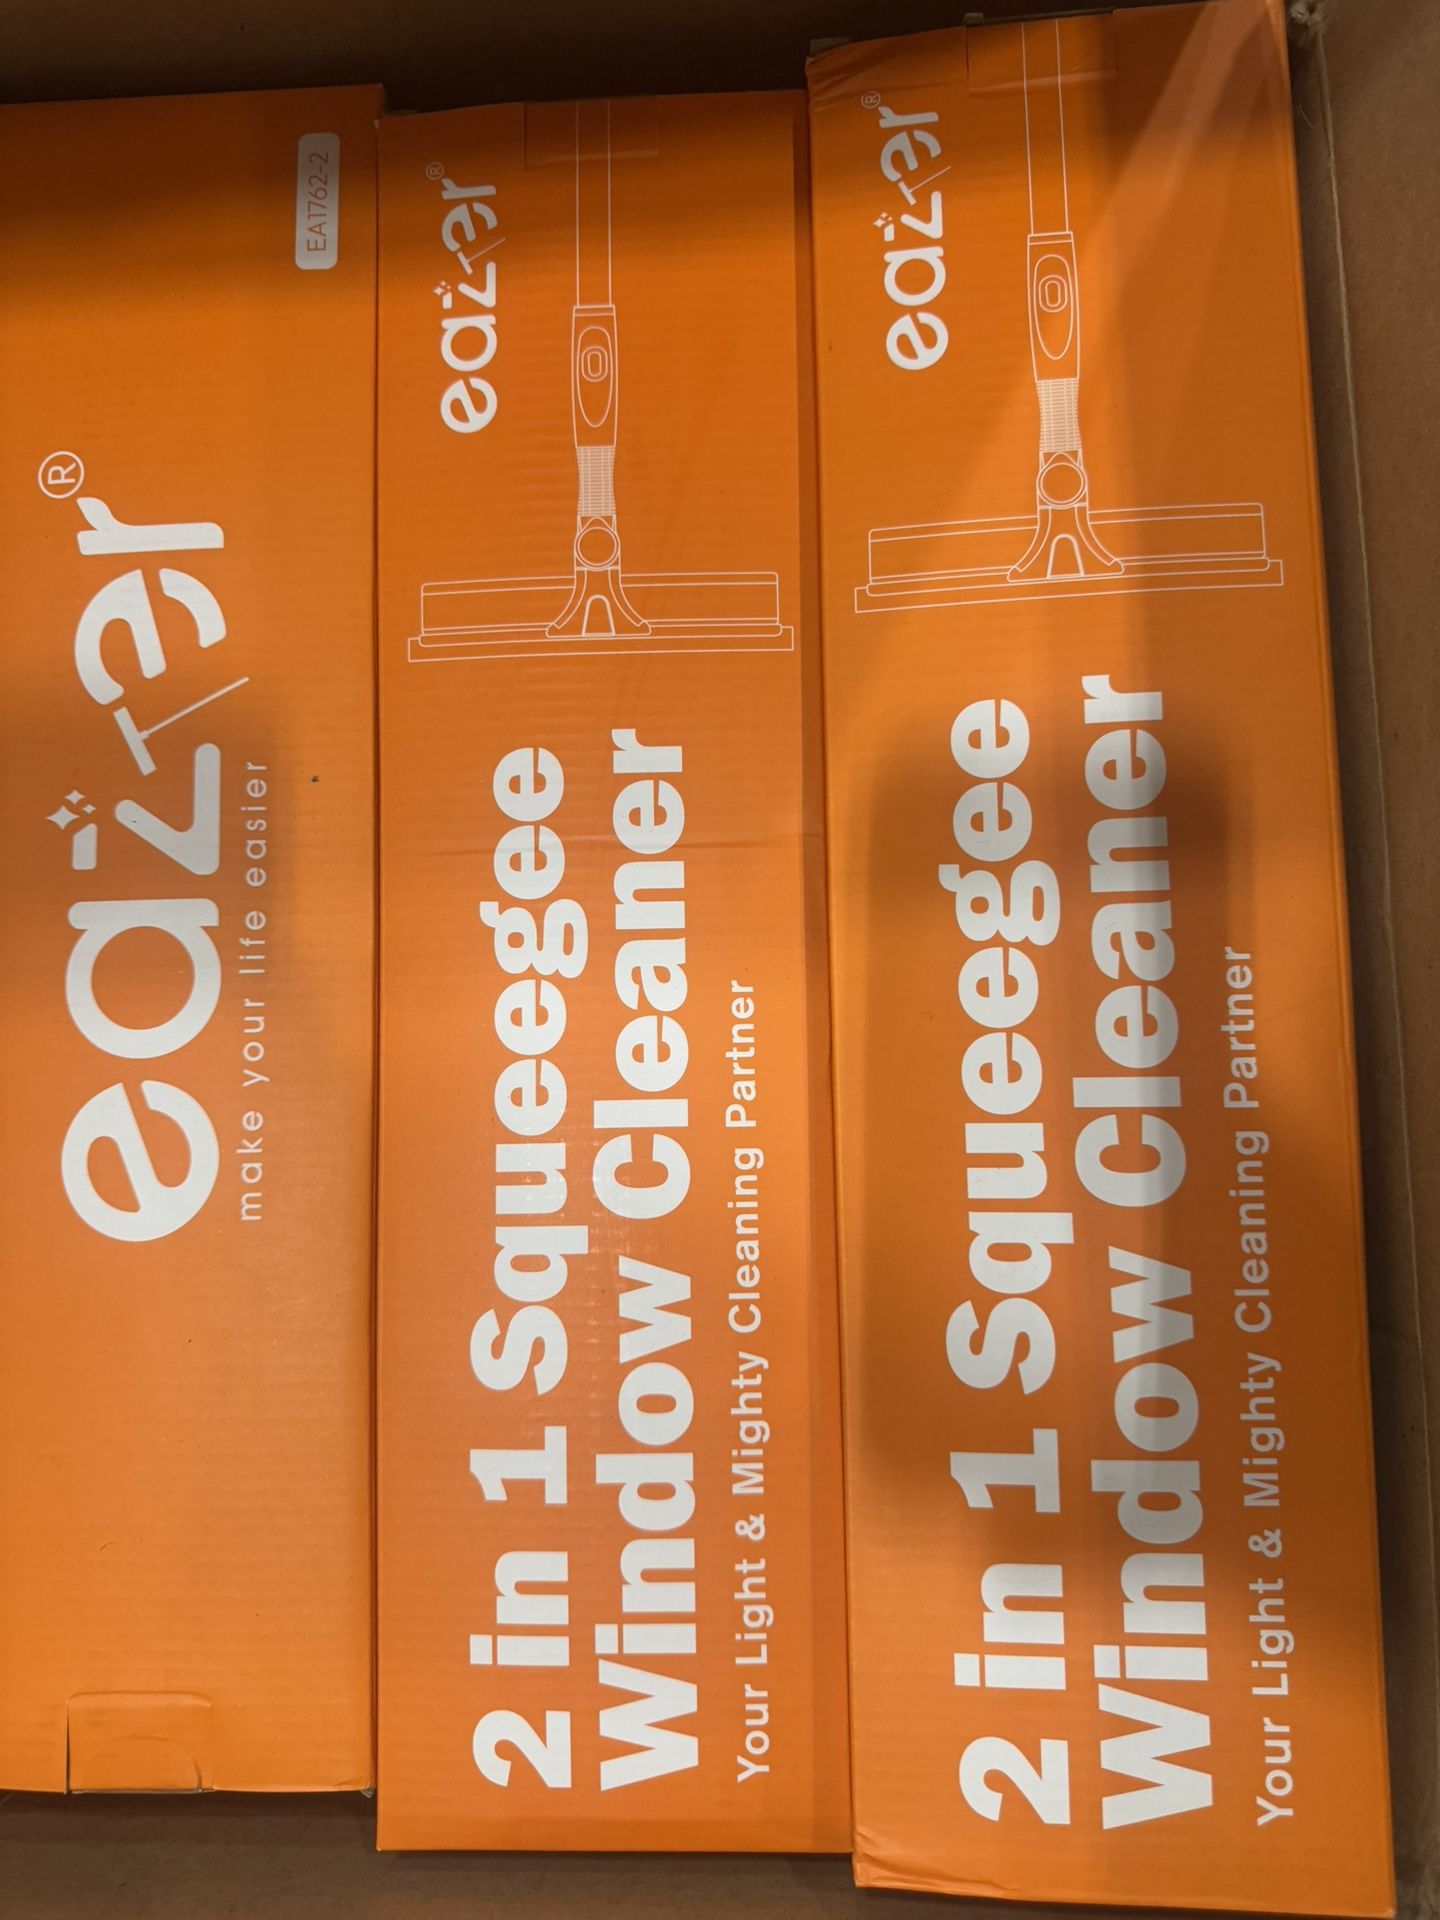 EA1762-2
eazer®
make your life easier
eazer®
2 in 1 Squeegee
Window Cleaner
Your Light & Mighty Cleaning Partner
eazer®
2 in 1 Squeegee
Window Cleaner
Your Light & Mighty Cleaning Partner